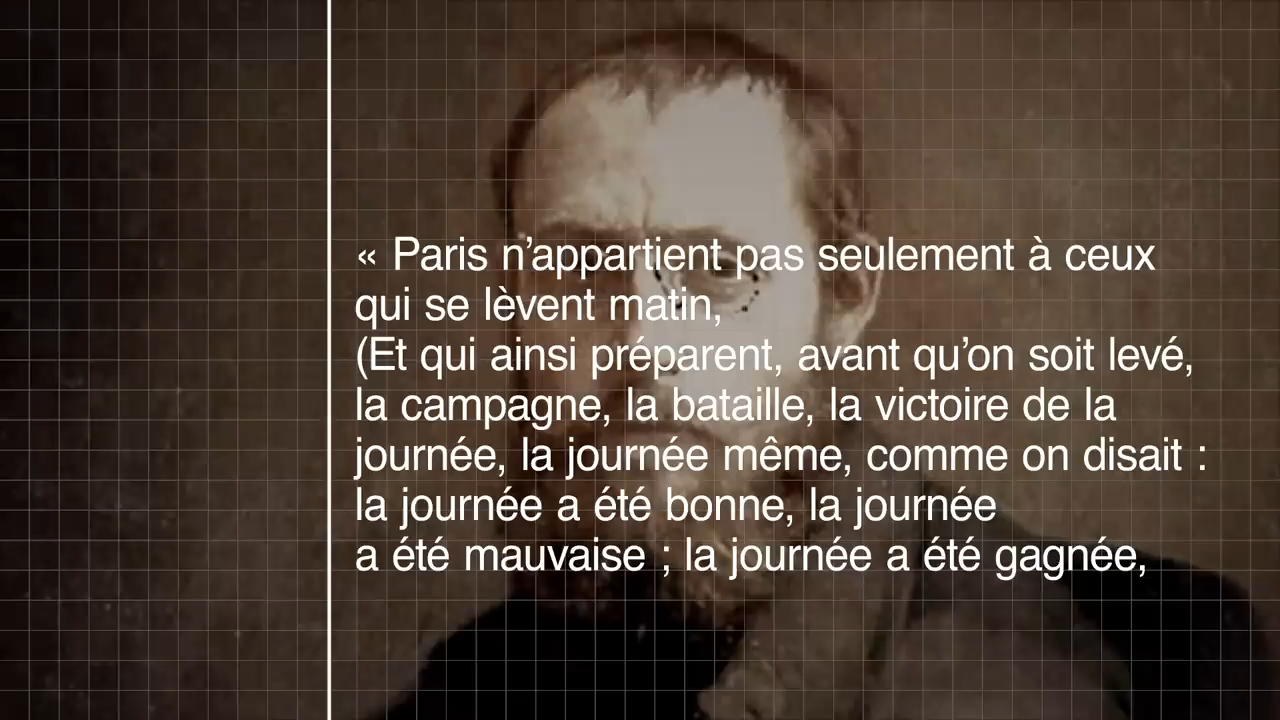 « Paris n’appartient pas seulement à ceux
qui se lèvent matin,
(Et qui ainsi préparent, avant qu’on soit levé,
la campagne, la bataille, la victoire de la
journée, la journée même, comme on disait :
la journée a été bonne, la journée
a été mauvaise ; la journée a été gagnée,